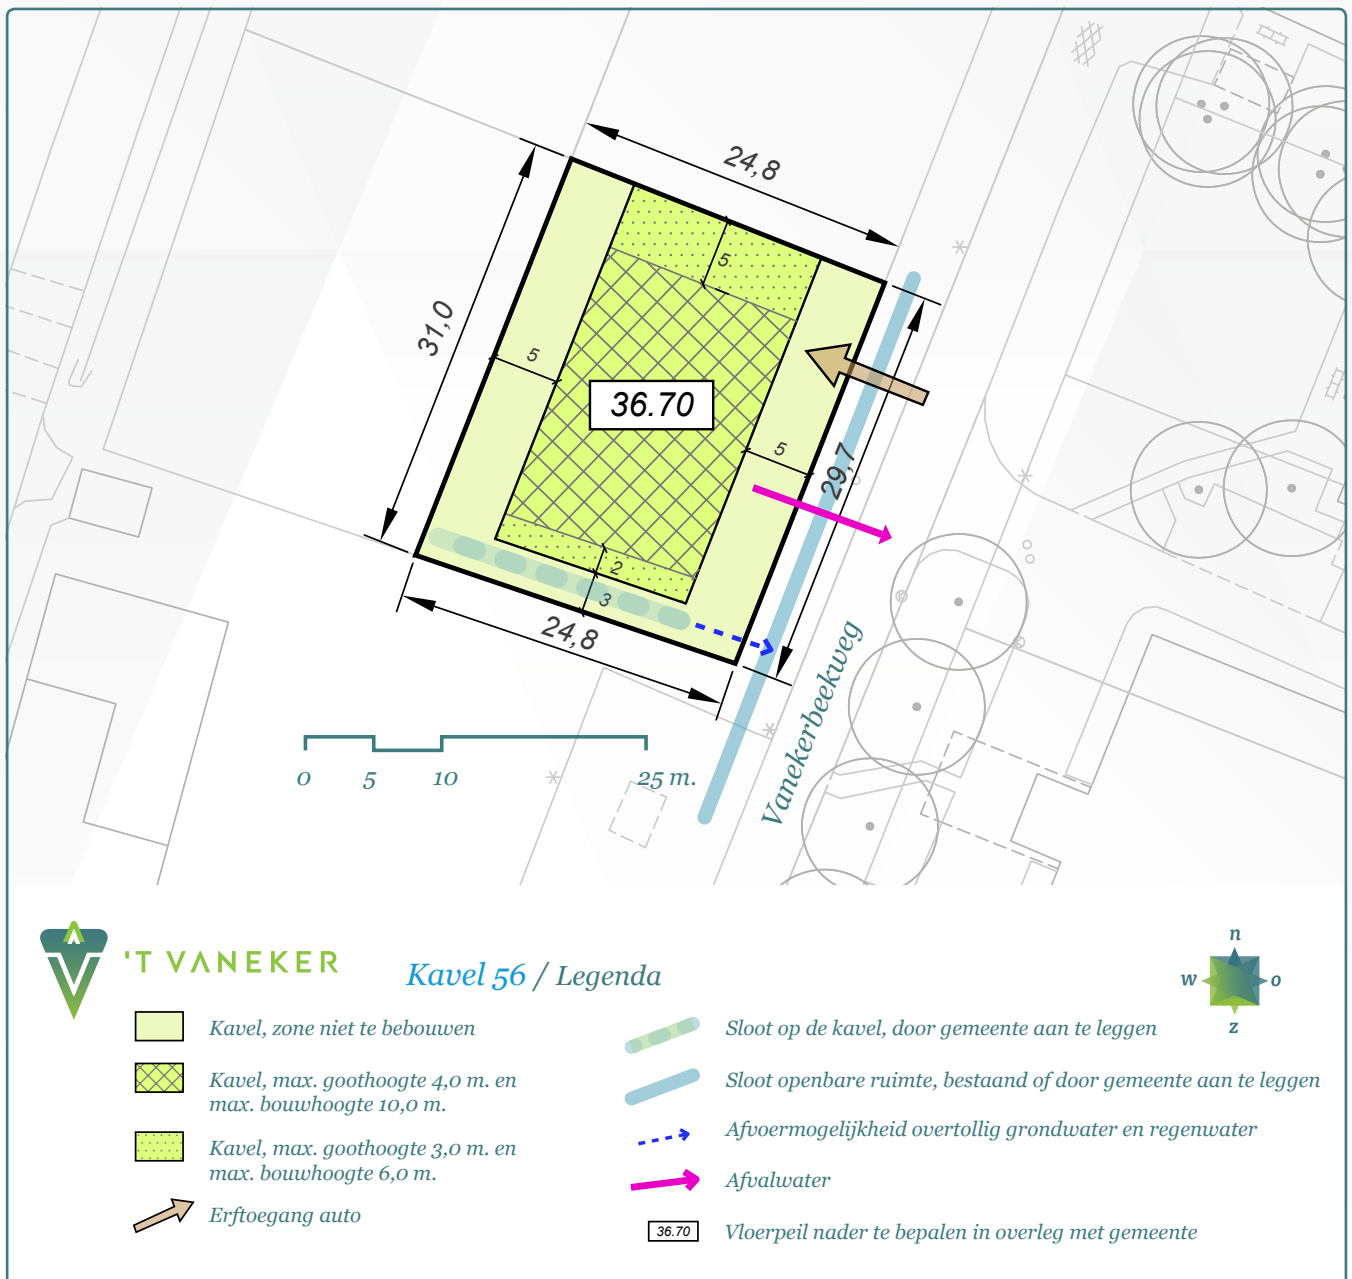 24,8
5
31,0
5
36.70
5
29,7
2
3
24,8
Vanekerbeekweg
0 5 10 25 m.
'T VANEKER
Kavel 56 / Legenda
n
w o
z
Kavel, zone niet te bebouwen
Kavel, max. goothoogte 4,0 m. en
max. bouwhoogte 10,0 m.
Kavel, max. goothoogte 3,0 m. en
max. bouwhoogte 6,0 m.
Erftoegang auto
Sloot op de kavel, door gemeente aan te leggen
Sloot openbare ruimte, bestaand of door gemeente aan te leggen
Afvoermogelijkheid overtollig grondwater en regenwater
Afvalwater
36.70 Vloerpeil nader te bepalen in overleg met gemeente